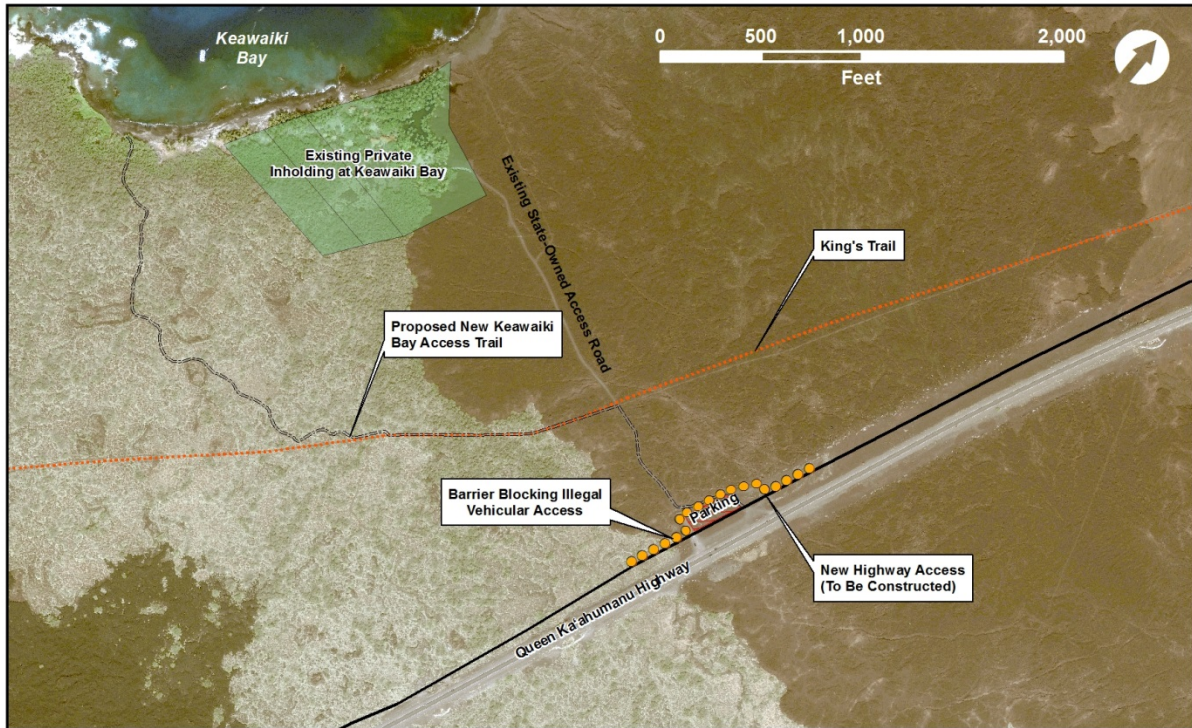 Keawaiki
Bay
0 500 1,000 2,000
Feet
Existing Private
Inholding at Keawaiki Bay
Existing State-Owned Access Road
King's Trail
Proposed New Keawaiki
Bay Access Trail
Barrier Blocking Illegal
Vehicular Access
Parking
New Highway Access
(To Be Constructed)
Queen Ka'ahumanu Highway